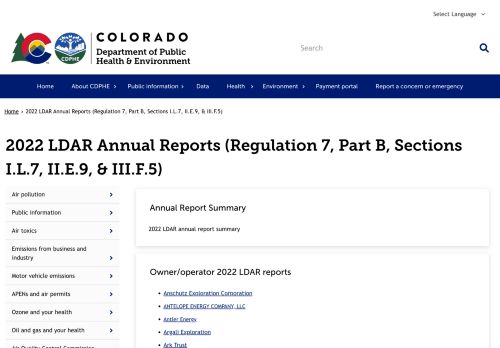 Select Language
COLORADO
Department of Public
Health & Environment
CDPHE
Search
Home
About CDPHE
Public information
Data
Health
Environment
Payment portal
Report a concern or emergency
Home › 2022 LDAR Annual Reports (Regulation 7, Part B, Sections I.L.7, II.E.9, & III.F.5)
2022 LDAR Annual Reports (Regulation 7, Part B, Sections
I.L.7, II.E.9, & III.F.5)
Air pollution
Public information
Air toxics
Emissions from business and
industry
Motor vehicle emissions
APENs and air permits
Ozone and your health
Oil and gas and your health
Air Quality Control Commission
Annual Report Summary
2022 LDAR annual report summary
Owner/operator 2022 LDAR reports
Anschutz Exploration Corporation
ANTELOPE ENERGY COMPANY, LLC
Antler Energy
Argali Exploration
Ark Trust